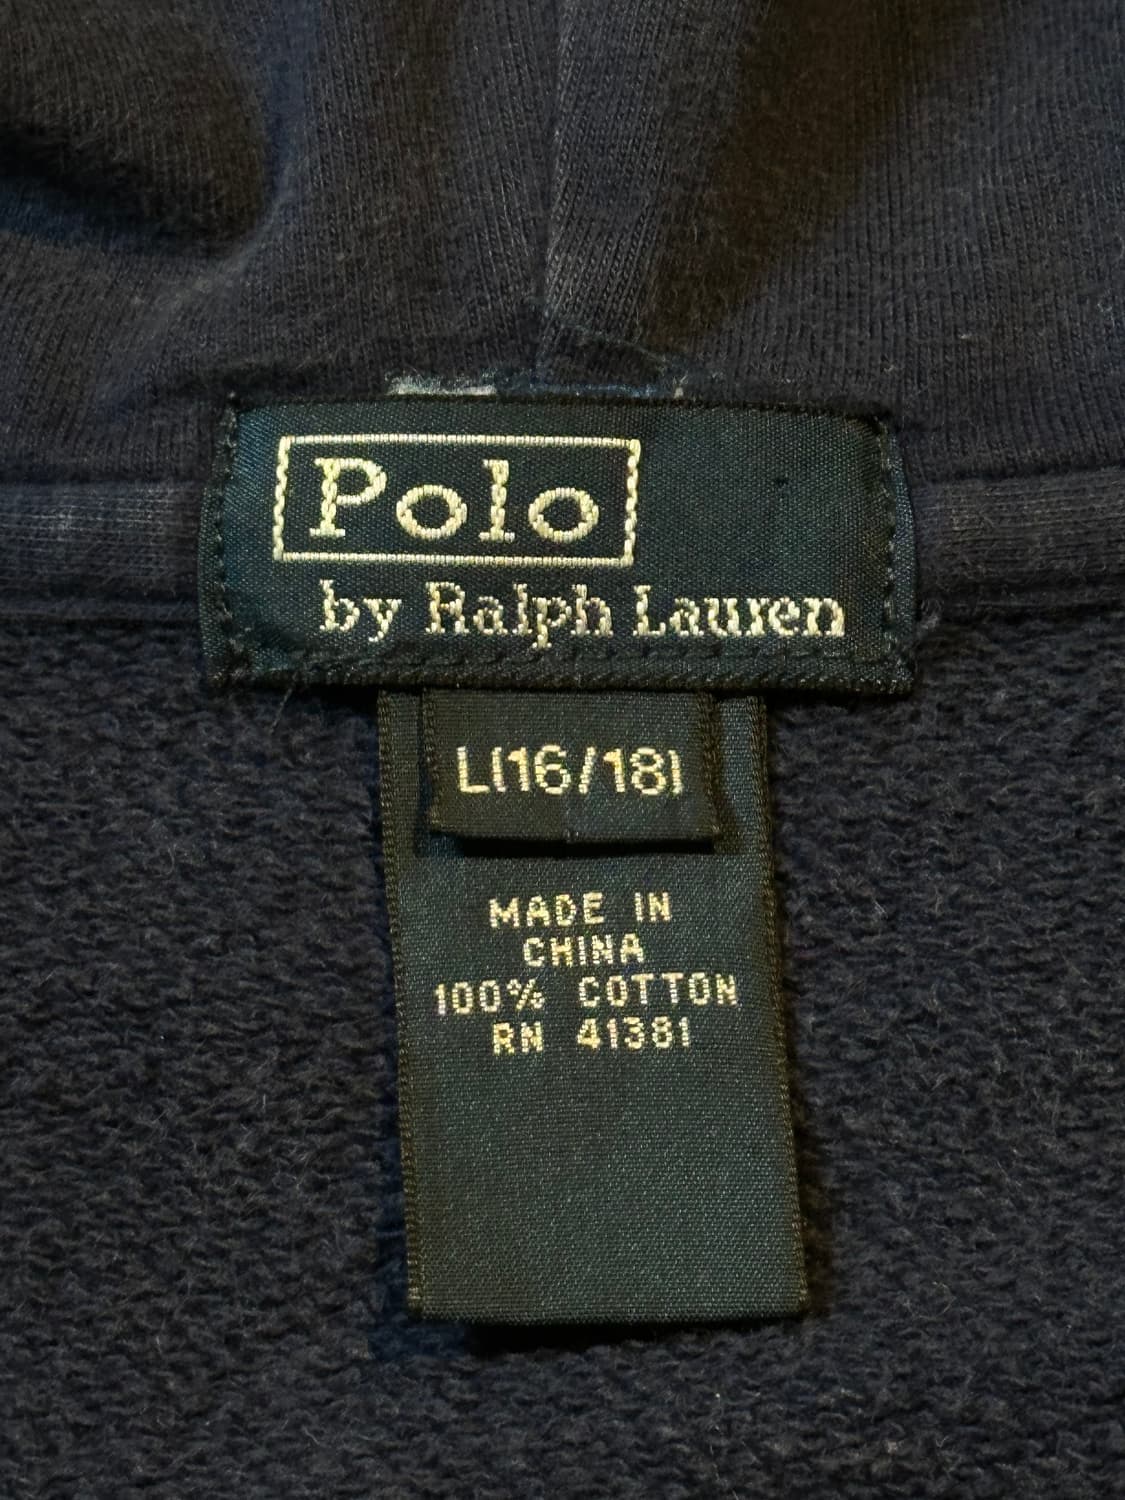 Polo
by Ralph Lauren
L(16/18)
MADE IN
CHINA
100% COTTON
RN 41381